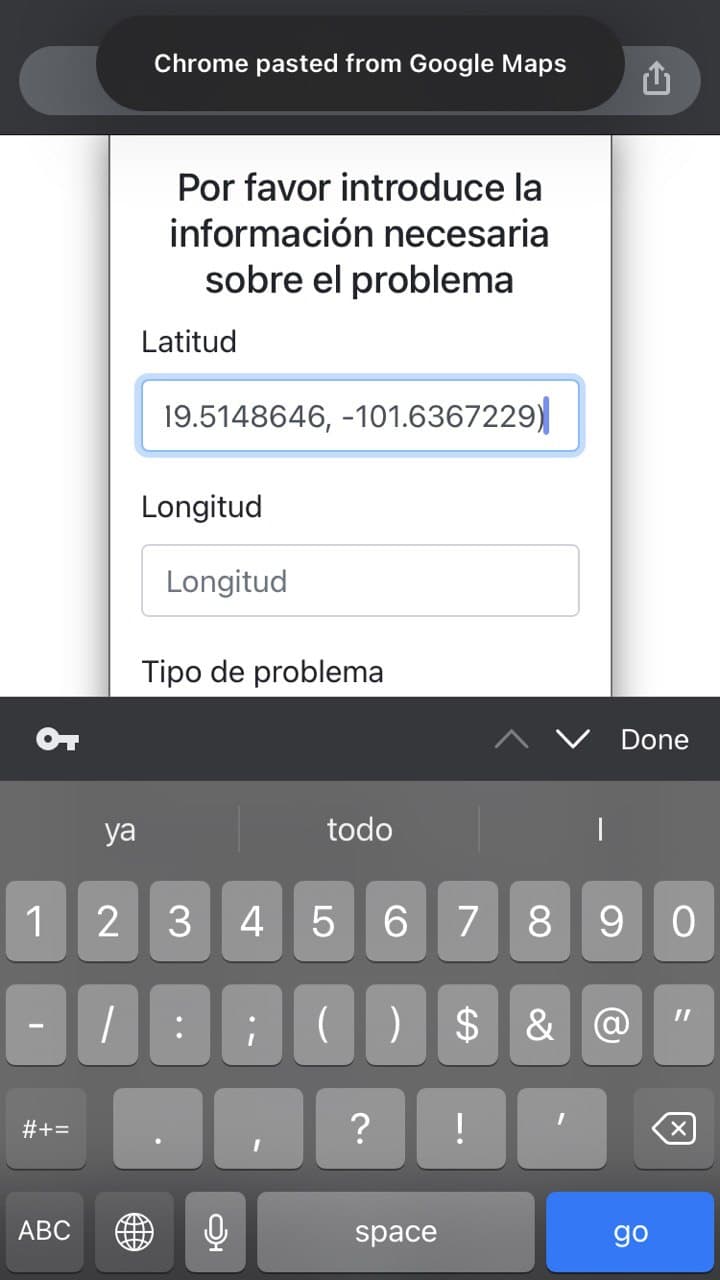 Chrome pasted from Google Maps
Por favor introduce la
información necesaria
sobre el problema
Latitud
19.5148646, -101.6367229)
Longitud
Longitud
Tipo de problema
Done
ya todo I
1 2 3 4 5 6 7 8 9 0
- / : ; ( ) $ & @ "
#+= . , ? ! '
ABC space go